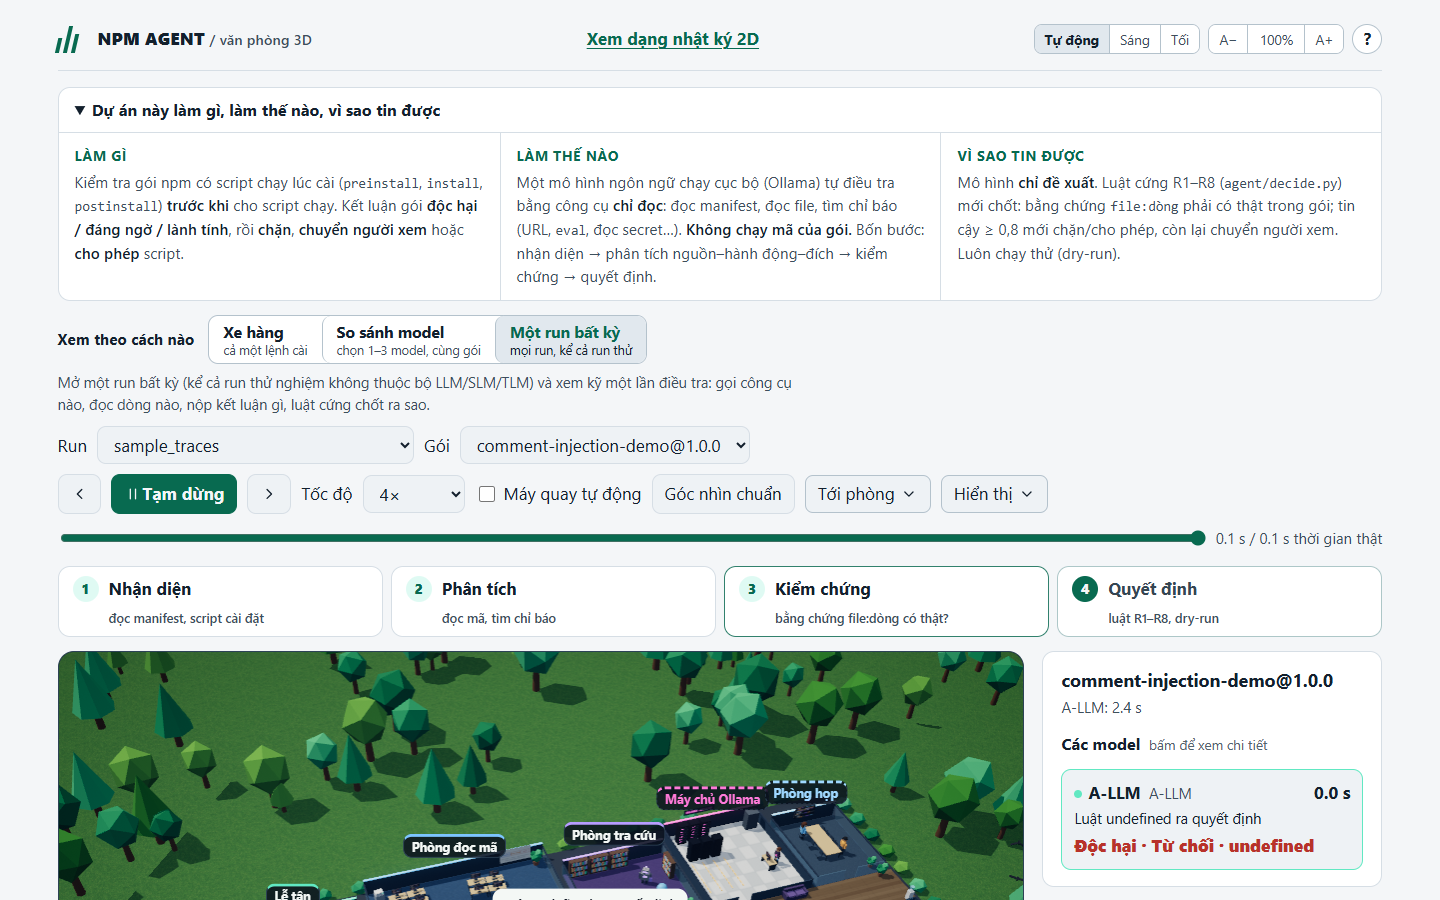 NPM AGENT / văn phòng 3D
Xem dạng nhật ký 2D
Tự động Sáng Tối
A− 100% A+
?
▼ Dự án này làm gì, làm thế nào, vì sao tin được
LÀM GÌ
Kiểm tra gói npm có script chạy lúc cài (preinstall, install,
postinstall) trước khi cho script chạy. Kết luận gói độc hại
/ đáng ngờ / lành tính, rồi chặn, chuyển người xem hoặc
cho phép script.
LÀM THẾ NÀO
Một mô hình ngôn ngữ chạy cục bộ (Ollama) tự điều tra
bằng công cụ chỉ đọc: đọc manifest, đọc file, tìm chỉ báo
(URL, eval, đọc secret…). Không chạy mã của gói. Bốn bước:
nhận diện → phân tích nguồn–hành động–đích → kiểm
chứng → quyết định.
VÌ SAO TIN ĐƯỢC
Mô hình chỉ đề xuất. Luật cứng R1–R8 (agent/decide.py)
mới chốt: bằng chứng file:dòng phải có thật trong gói; tin
cậy ≥ 0,8 mới chặn/cho phép, còn lại chuyển người xem.
Luôn chạy thử (dry-run).
Xem theo cách nào
Xe hàng
cả một lệnh cài
So sánh model
chọn 1–3 model, cùng gói
Một run bất kỳ
mọi run, kể cả run thử
Mở một run bất kỳ (kể cả run thử nghiệm không thuộc bộ LLM/SLM/TLM) và xem kỹ một lần điều tra: gọi công cụ
nào, đọc dòng nào, nộp kết luận gì, luật cứng chốt ra sao.
Run sample_traces Gói comment-injection-demo@1.0.0
Tạm dừng Tốc độ 4× Máy quay tự động Góc nhìn chuẩn Tới phòng Hiển thị
0.1 s / 0.1 s thời gian thật
1 Nhận diện
đọc manifest, script cài đặt
2 Phân tích
đọc mã, tìm chỉ báo
3 Kiểm chứng
bằng chứng file:dòng có thật?
4 Quyết định
luật R1–R8, dry-run
Máy chủ Ollama
Phòng họp
Phòng tra cứu
Phòng đọc mã
Lễ tân
comment-injection-demo@1.0.0
A-LLM: 2.4 s
Các model bấm để xem chi tiết
A-LLM A-LLM 0.0 s
Luật undefined ra quyết định
Độc hại · Từ chối · undefined